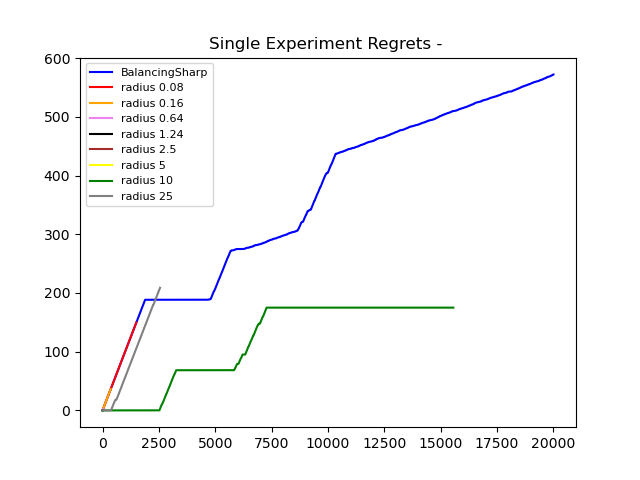 Single Experiment Regrets -
600
500
400
300
200
100
0
BalancingSharp
radius 0.08
radius 0.16
radius 0.64
radius 1.24
radius 2.5
radius 5
radius 10
radius 25
0 2500 5000 7500 10000 12500 15000 17500 20000